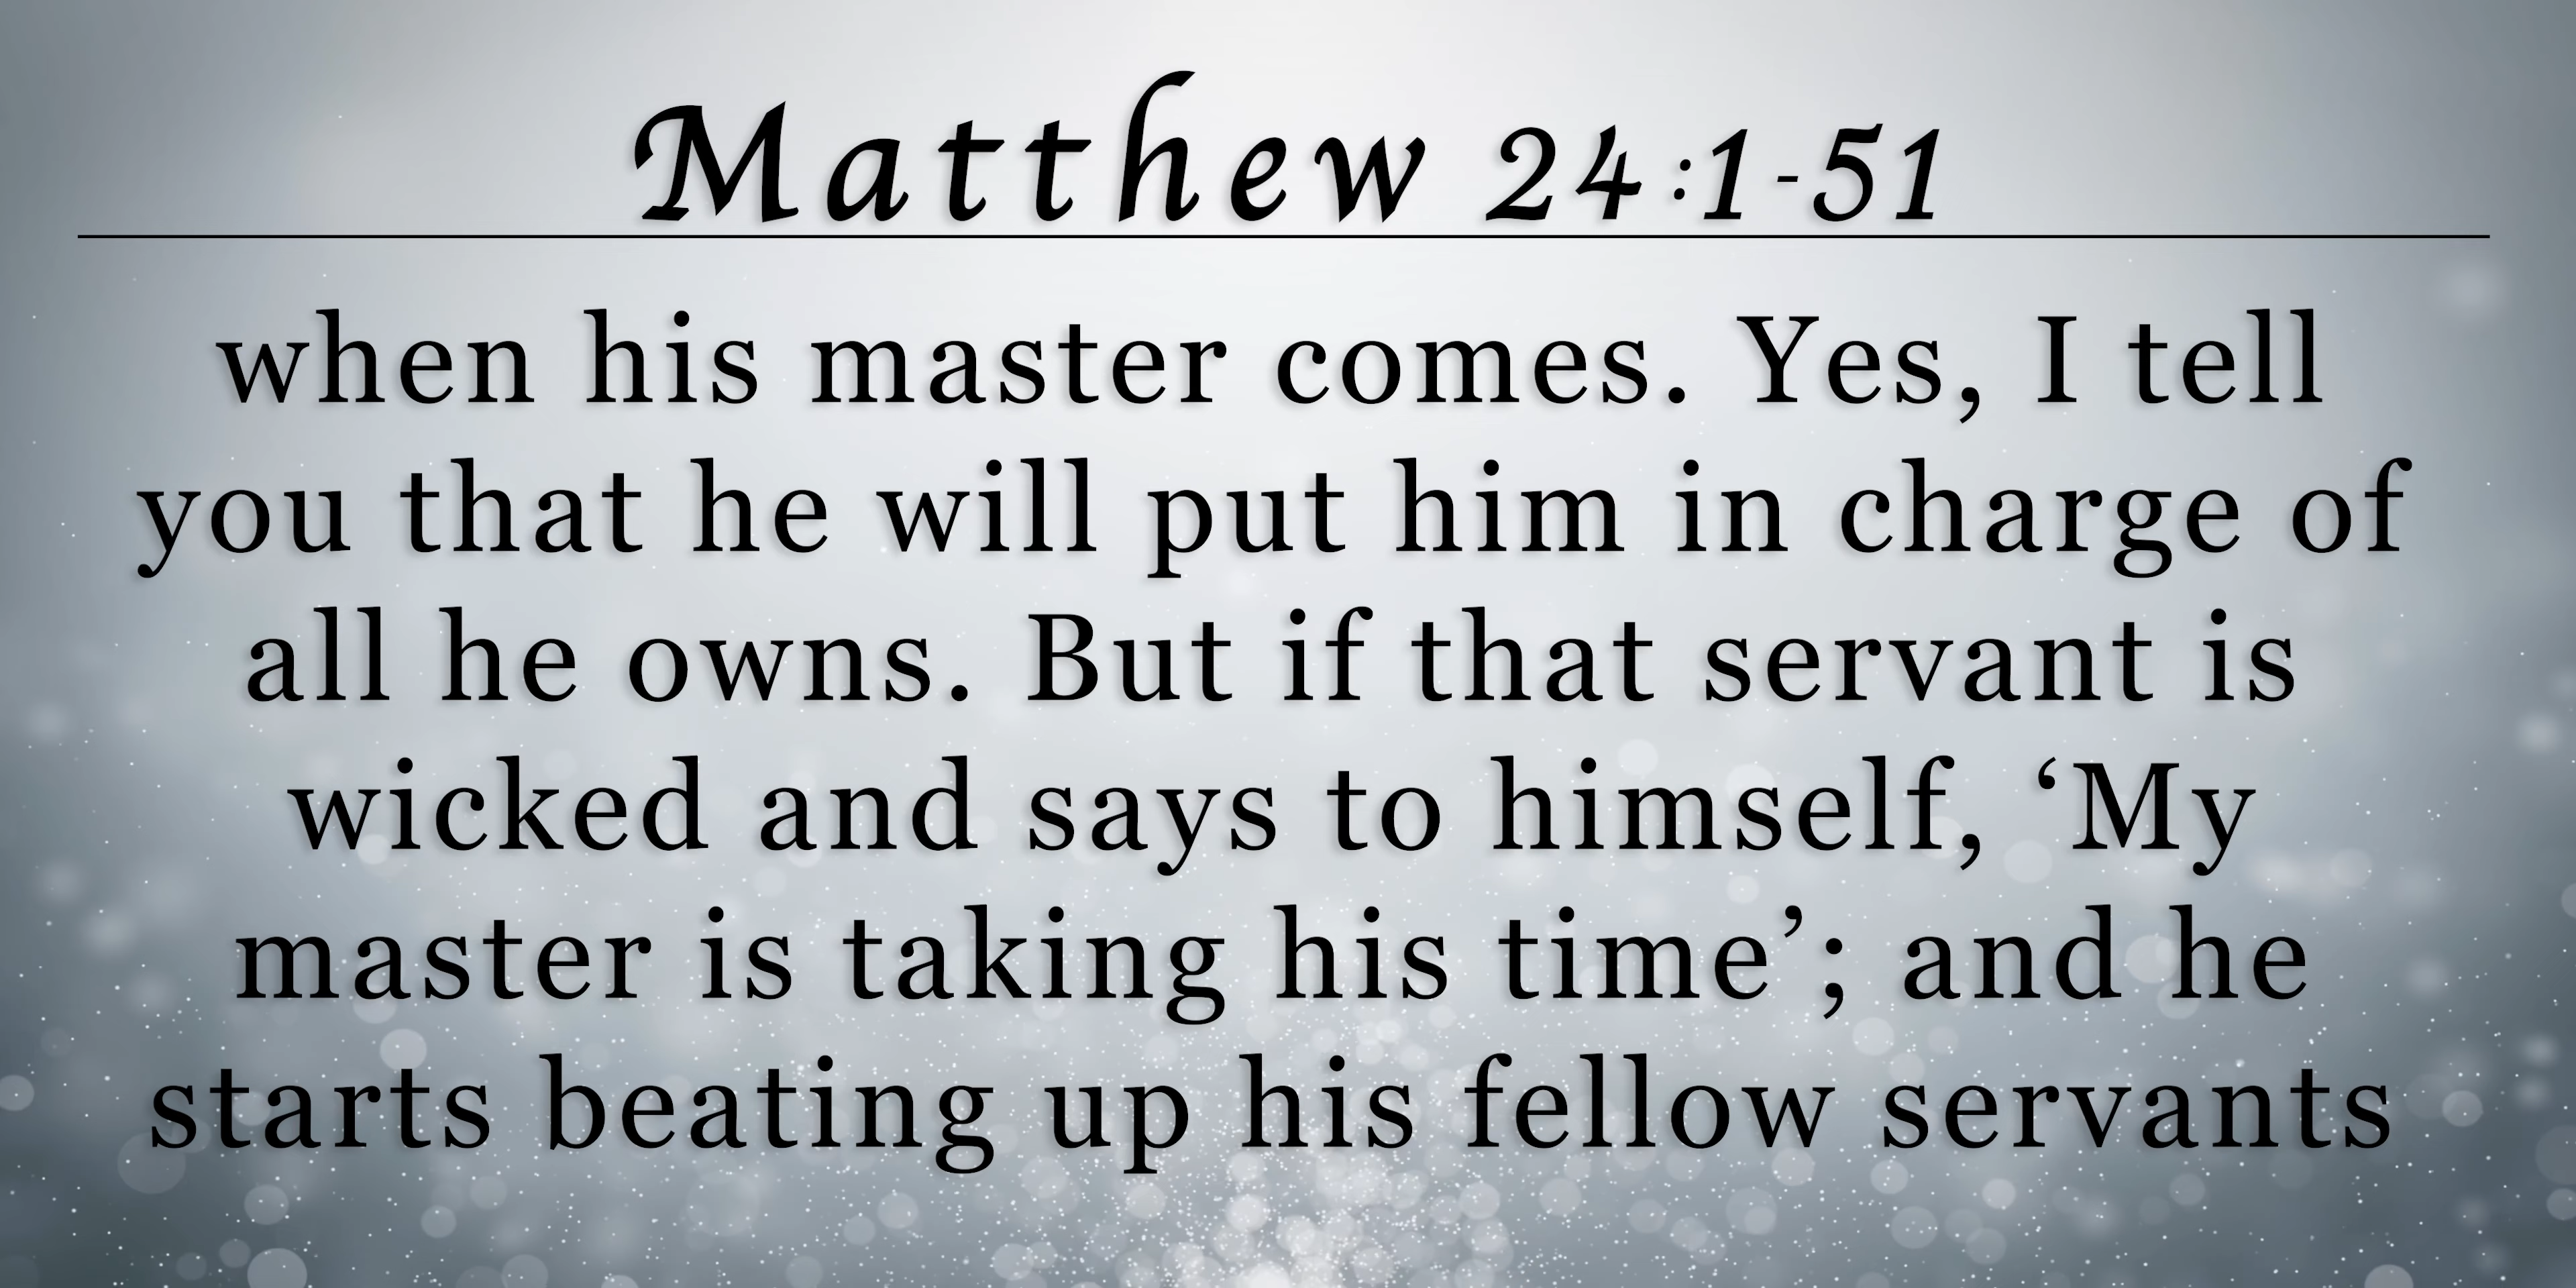 Matthew 24:1-51
when his master comes. Yes, I tell
you that he will put him in charge of
all he owns. But if that servant is
wicked and says to himself, ‘My
master is taking his time’; and he
starts beating up his fellow servants